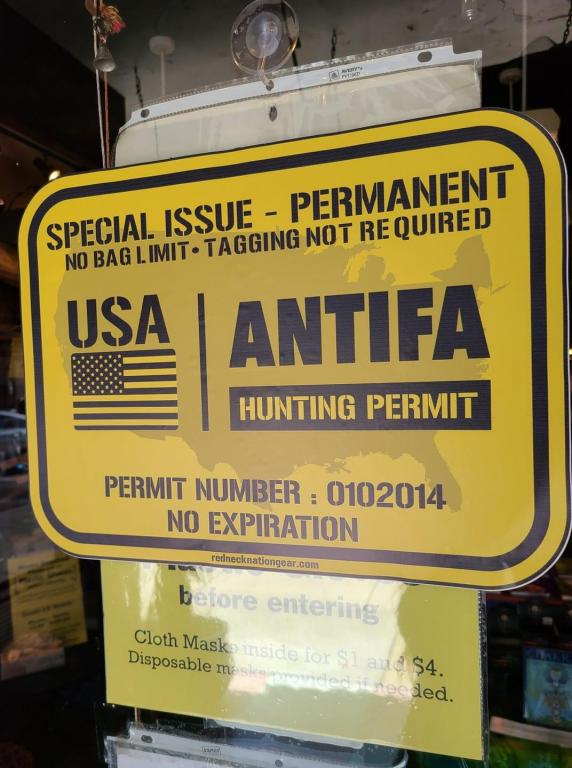 AVERY®
SPECIAL ISSUE - PERMANENT
NO BAG LIMIT • TAGGING NOT REQUIRED
USA
ANTIFA
HUNTING PERMIT
PERMIT NUMBER : 0102014
NO EXPIRATION
rednecknationgear.com
before entering
Cloth Masks inside for $1 and $4.
Disposable masks provided if needed.